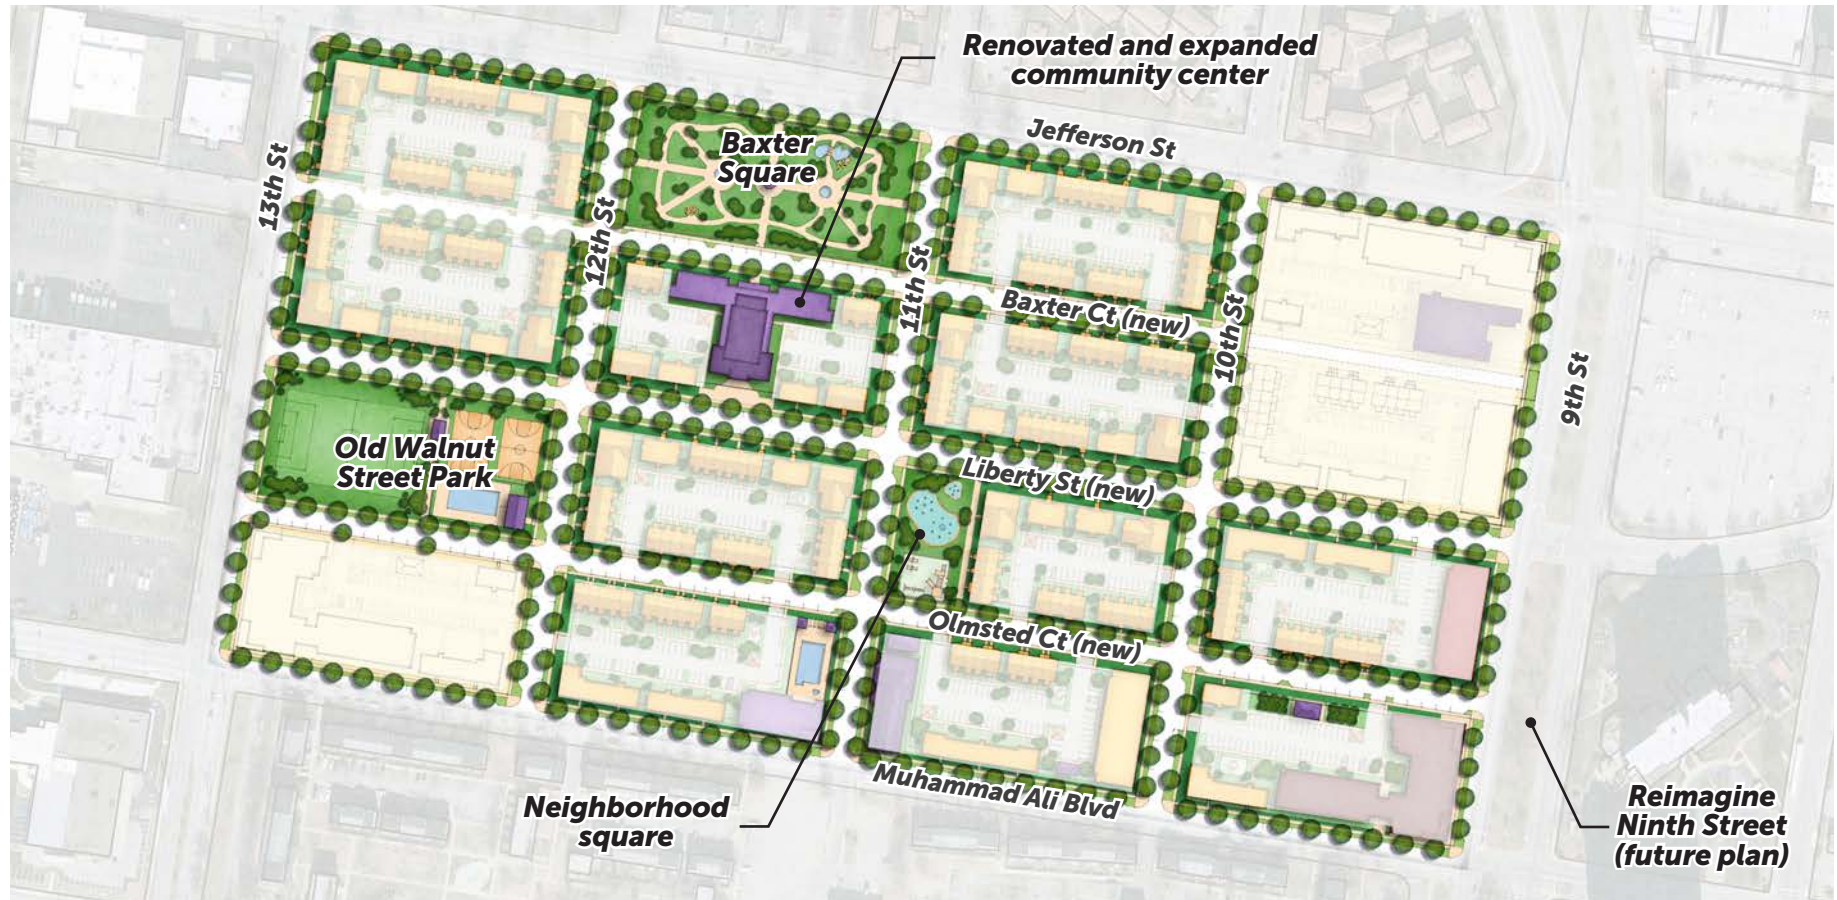 Renovated and expanded
community center
Jefferson St
Baxter
Square
13th St
12th St
11th St
Baxter Ct (new)
10th St
9th St
Old Walnut
Street Park
Liberty St (new)
Olmsted Ct (new)
Muhammad Ali Blvd
Neighborhood
square
Reimagine
Ninth Street
(future plan)